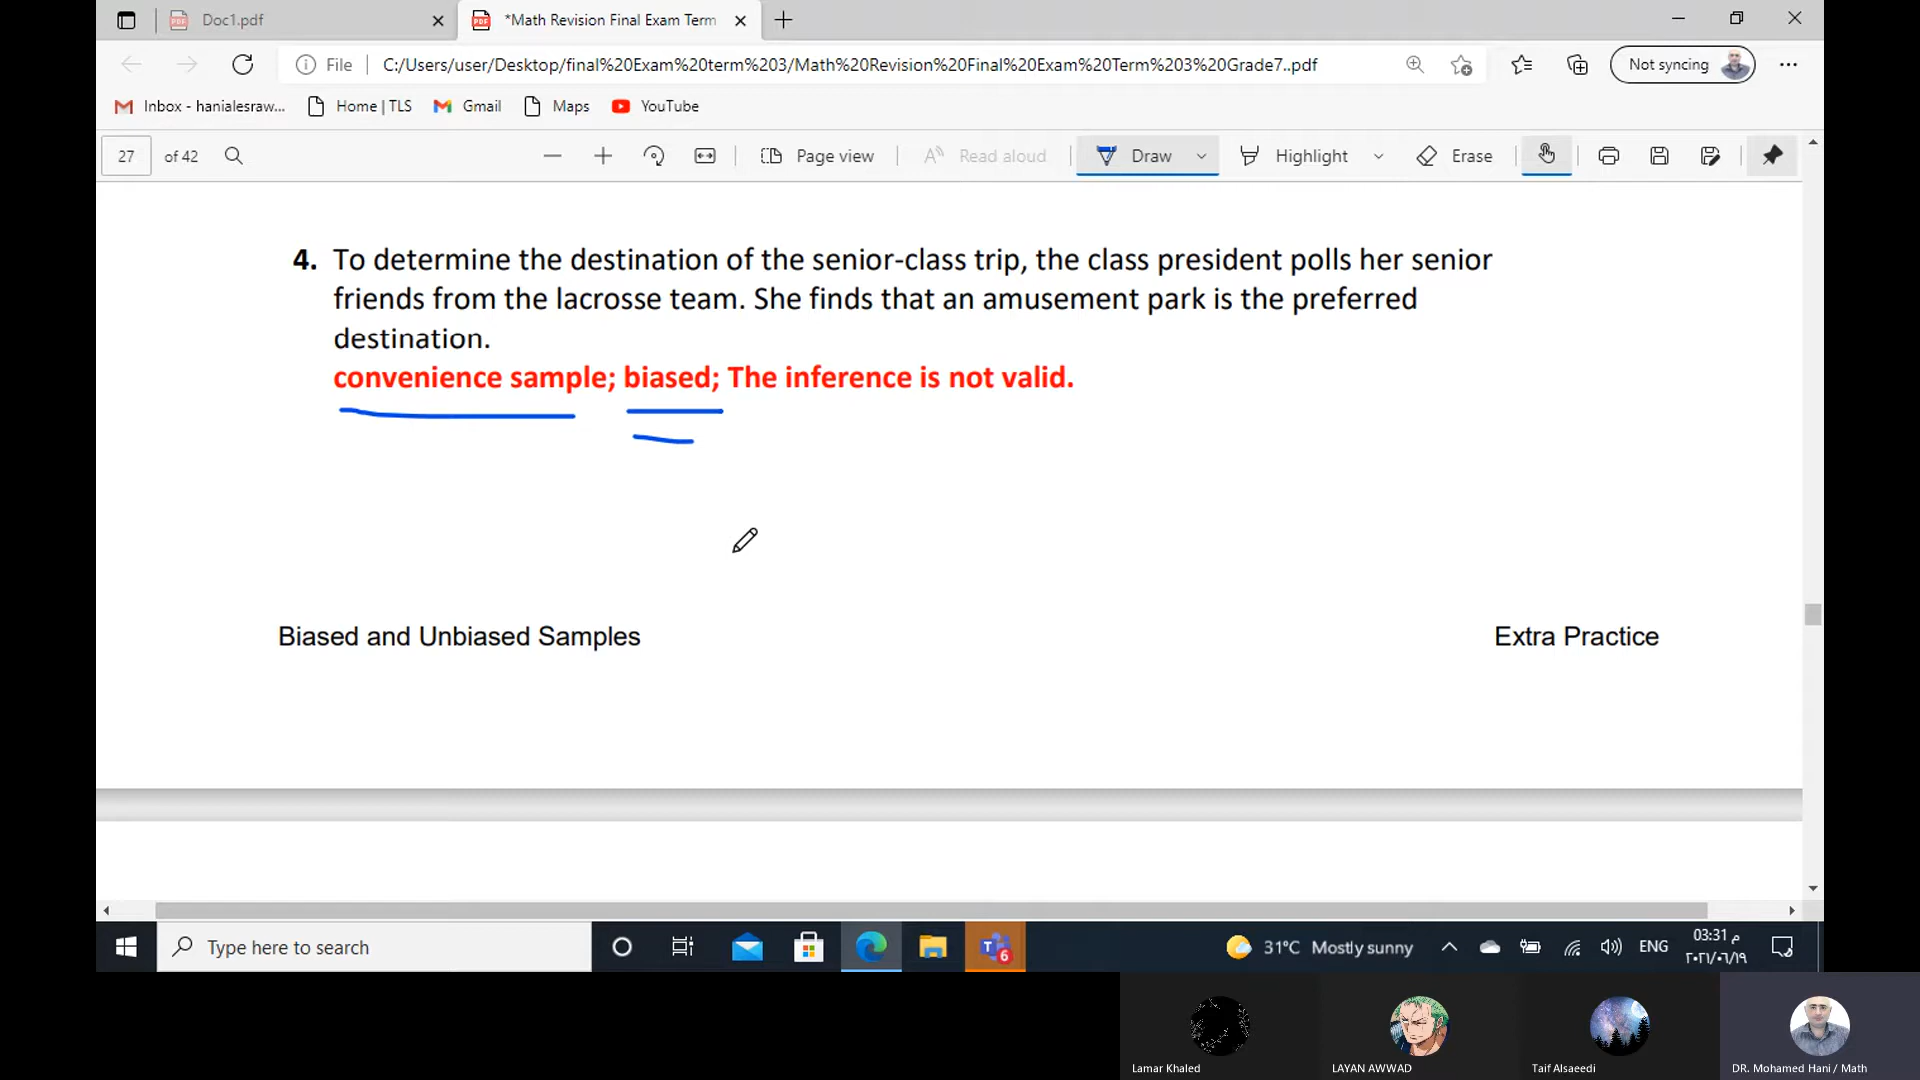 Doc1.pdf
*Math Revision Final Exam Term
File
C:/Users/user/Desktop/final%20Exam%20term%203/Math%20Revision%20Final%20Exam%20Term%203%20Grade7..pdf
Not syncing
Inbox - hanialesraw...
Home | TLS
Gmail
Maps
YouTube
27
of 42
Page view
Read aloud
Draw
Highlight
Erase
4. To determine the destination of the senior-class trip, the class president polls her senior
friends from the lacrosse team. She finds that an amusement park is the preferred
destination.
convenience sample; biased; The inference is not valid.
Biased and Unbiased Samples
Extra Practice
Type here to search
6
31°C Mostly sunny
ENG
03:31 م
٢٠٢١/٠٦/١٩
Lamar Khaled
LAYAN AWWAD
Taif Alsaeedi
DR. Mohamed Hani / Math